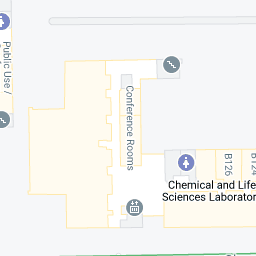 Public Use /
Conference Rooms
B126
B124
Chemical and Life
Sciences Laborator